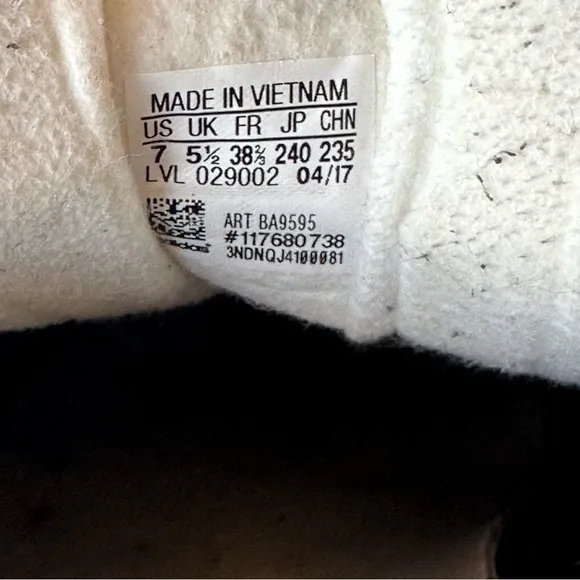 MADE IN VIETNAM
US UK FR JP CHN
7 5½ 38⅔ 240 235
LVL 029002 04/17
ART BA9595
#117680738
3NDNQJ4100081